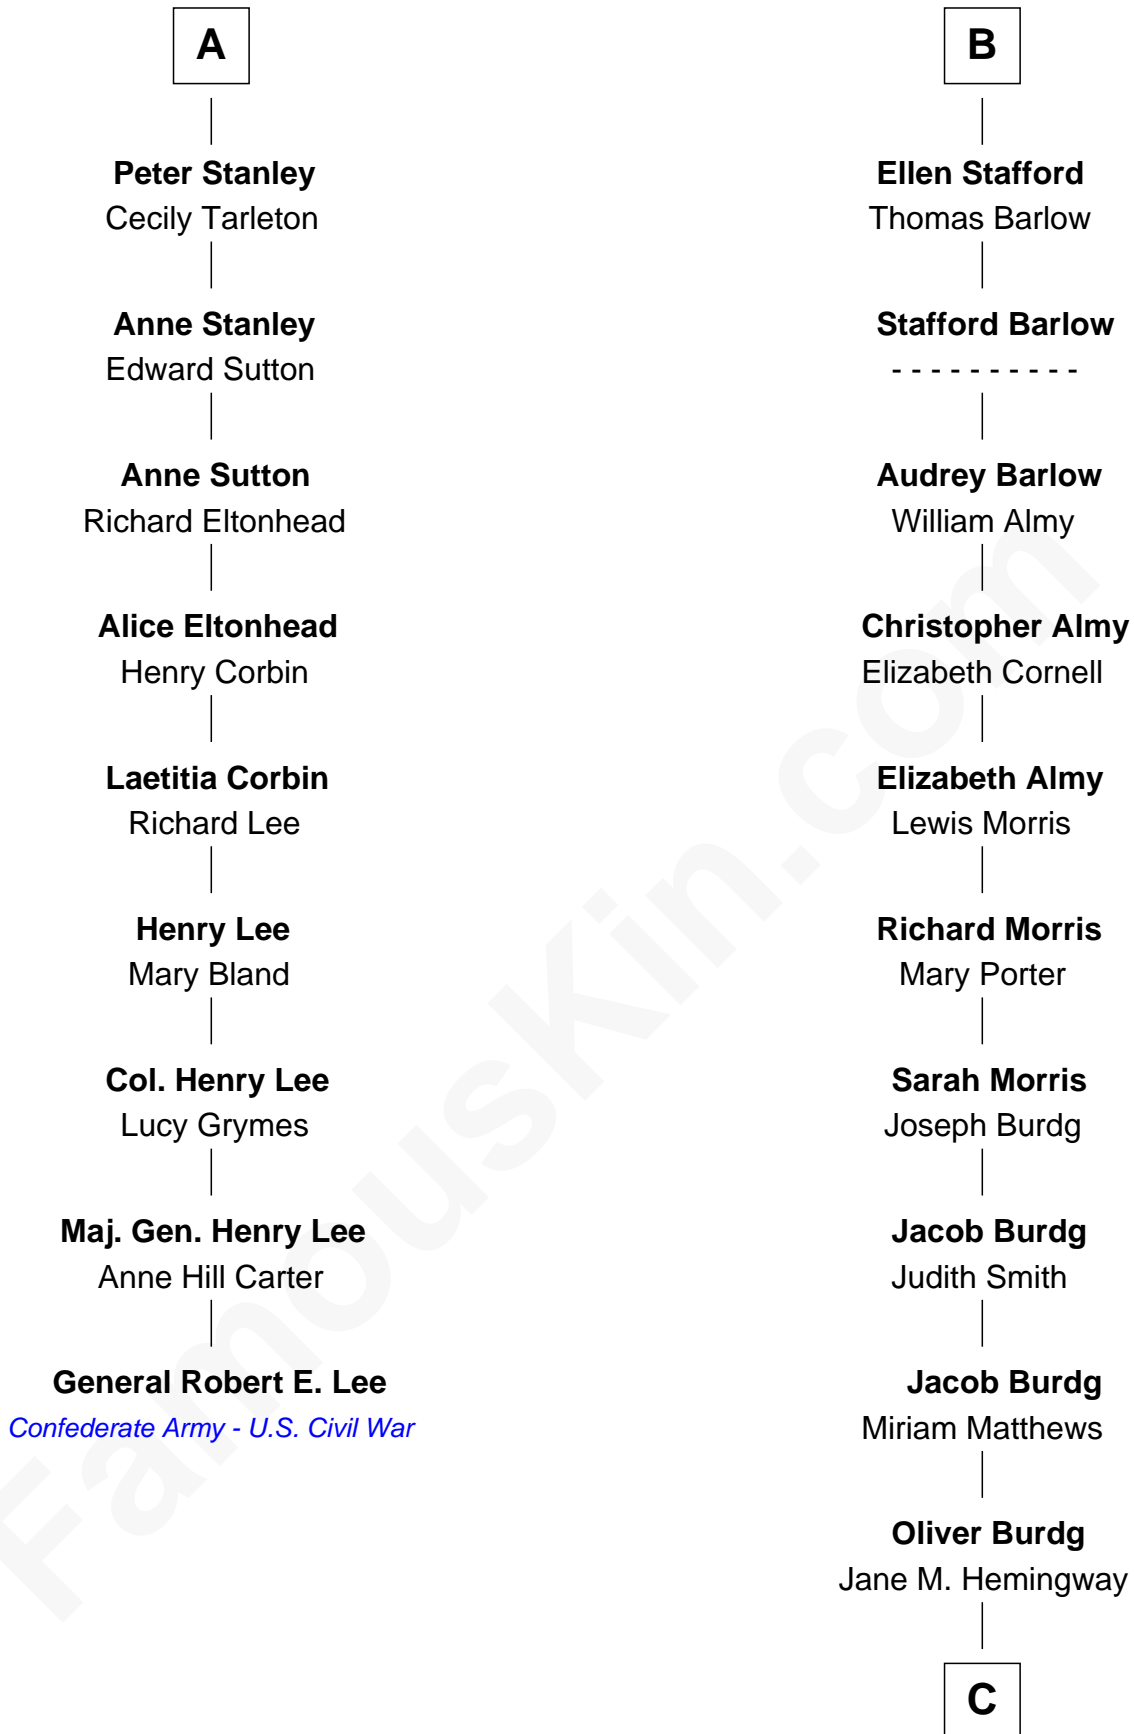 A
Peter Stanley
Cecily Tarleton
Anne Stanley
Edward Sutton
Anne Sutton
Richard Eltonhead
Alice Eltonhead
Henry Corbin
Laetitia Corbin
Richard Lee
Henry Lee
Mary Bland
Col. Henry Lee
Lucy Grymes
Maj. Gen. Henry Lee
Anne Hill Carter
General Robert E. Lee
Confederate Army - U.S. Civil War
B
Ellen Stafford
Thomas Barlow
Stafford Barlow
- - - - - - - - - -
Audrey Barlow
William Almy
Christopher Almy
Elizabeth Cornell
Elizabeth Almy
Lewis Morris
Richard Morris
Mary Porter
Sarah Morris
Joseph Burdg
Jacob Burdg
Judith Smith
Jacob Burdg
Miriam Matthews
Oliver Burdg
Jane M. Hemingway
C
FamousKin.com